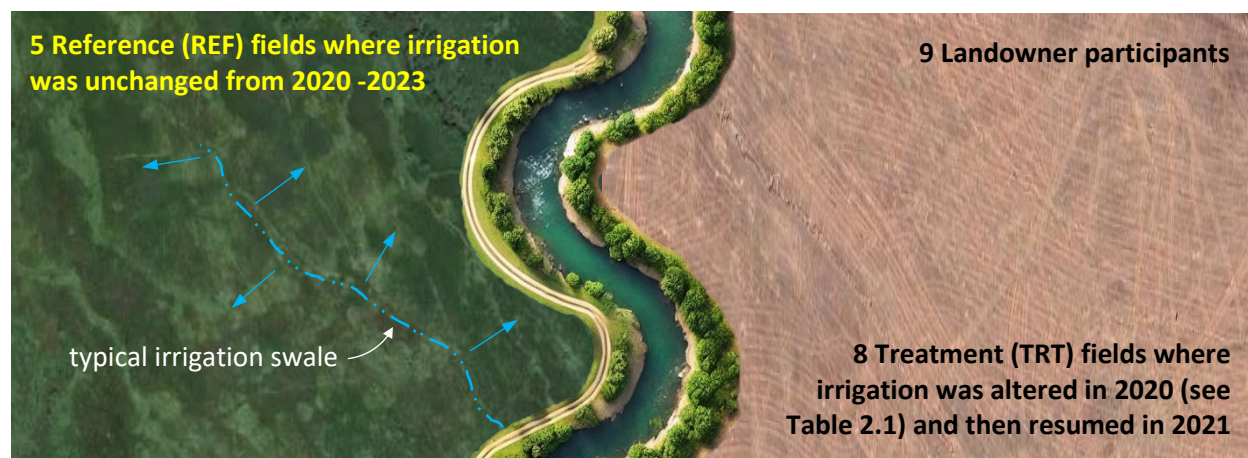 5 Reference (REF) fields where irrigation
was unchanged from 2020 -2023
9 Landowner participants
typical irrigation swale
8 Treatment (TRT) fields where
irrigation was altered in 2020 (see
Table 2.1) and then resumed in 2021